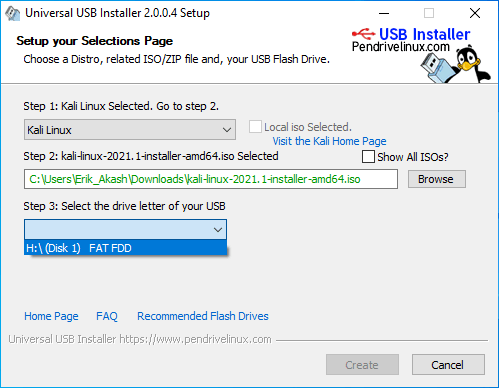 Universal USB Installer 2.0.0.4 Setup
Setup your Selections Page
Choose a Distro, related ISO/ZIP file and, your USB Flash Drive.
USB Installer
Pendrivelinux.com
Step 1: Kali Linux Selected. Go to step 2.
Kali Linux
Local iso Selected.
Visit the Kali Home Page
Step 2: kali-linux-2021.1-installer-amd64.iso Selected
Show All ISOs?
C:\Users\Erik_Akash\Downloads\kali-linux-2021.1-installer-amd64.iso
Browse
Step 3: Select the drive letter of your USB
H:\ (Disk 1) FAT FDD
Home Page FAQ Recommended Flash Drives
Universal USB Installer https://www.pendrivelinux.com
Create Cancel